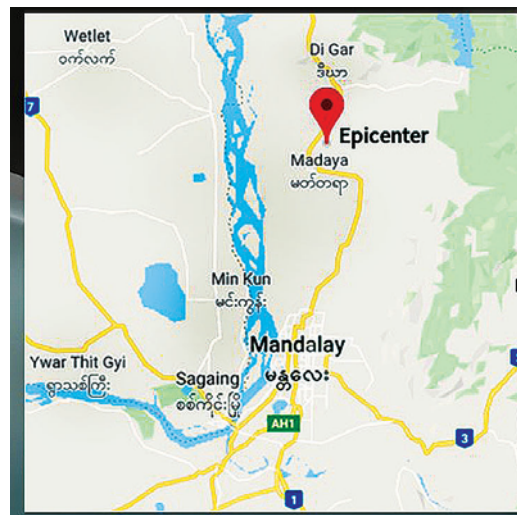 Wetlet
ဝက်လက်
Di Gar
ဒီဃာ
7
Epicenter
Madaya
မတ်တရာ
Min Kun
မင်းကွန်း
Mandalay
မန္တလေး
Ywar Thit Gyi
ရွာသစ်ကြီး
Sagaing
စစ်ကိုင်းမြို့
AH1
3
1